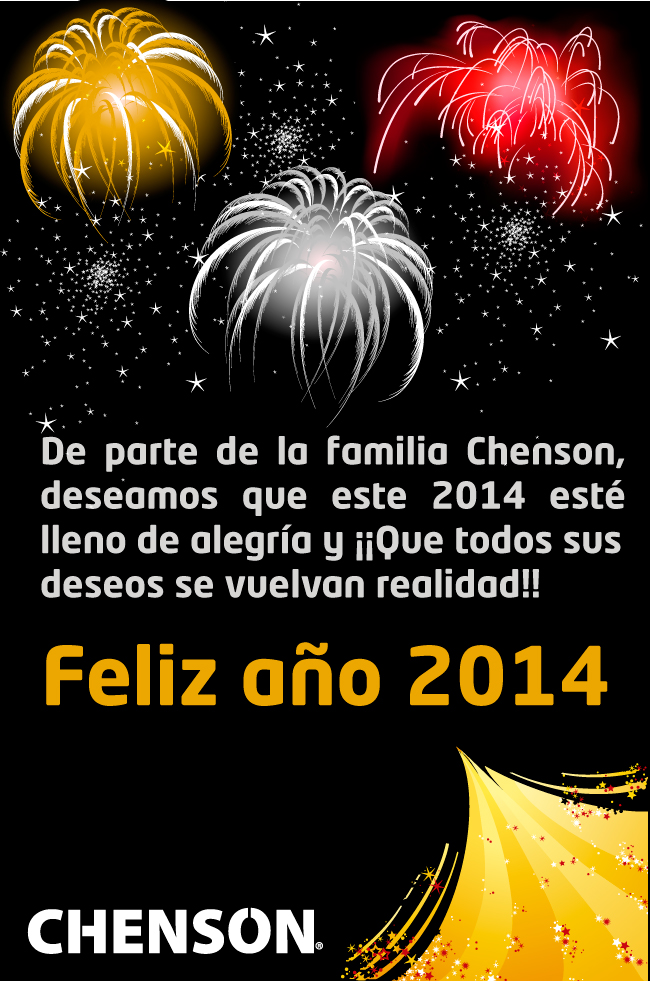 De parte de la familia Chenson,
deseamos que este 2014 esté
lleno de alegría y ¡¡Que todos sus
deseos se vuelvan realidad!!
Feliz año 2014
CHENSON®